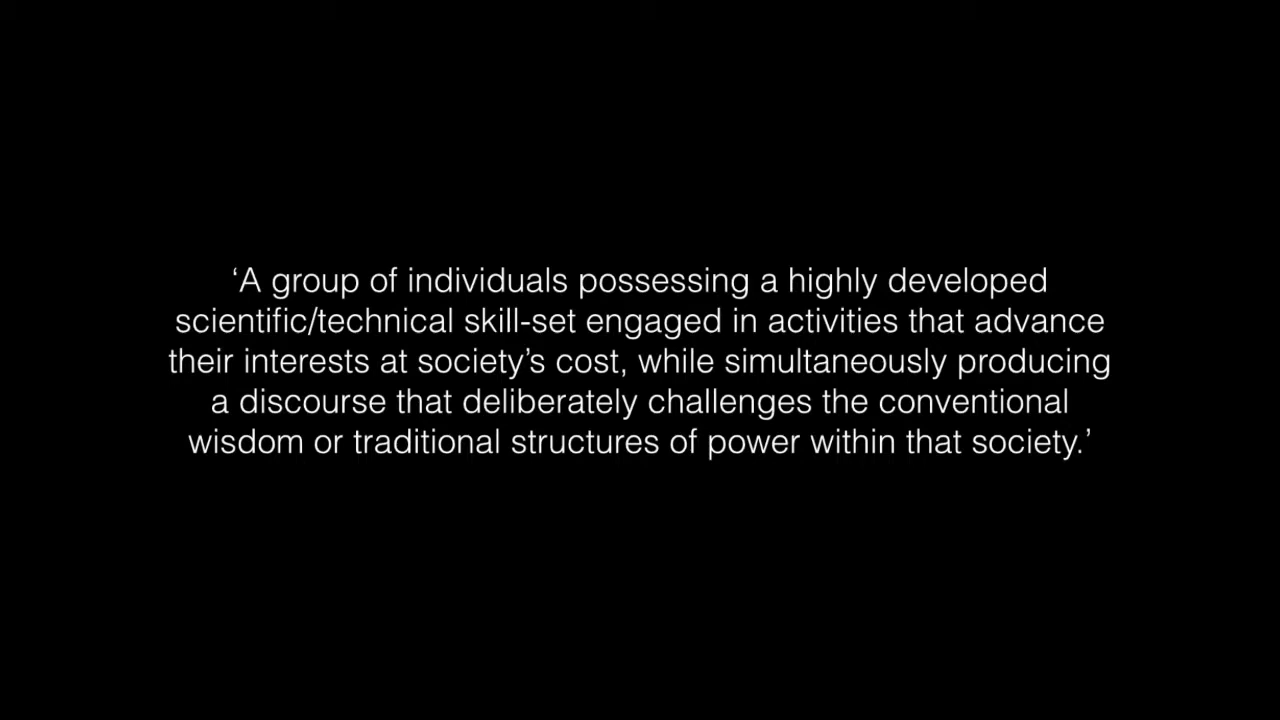 ‘A group of individuals possessing a highly developed
scientific/technical skill-set engaged in activities that advance
their interests at society’s cost, while simultaneously producing
a discourse that deliberately challenges the conventional
wisdom or traditional structures of power within that society.’